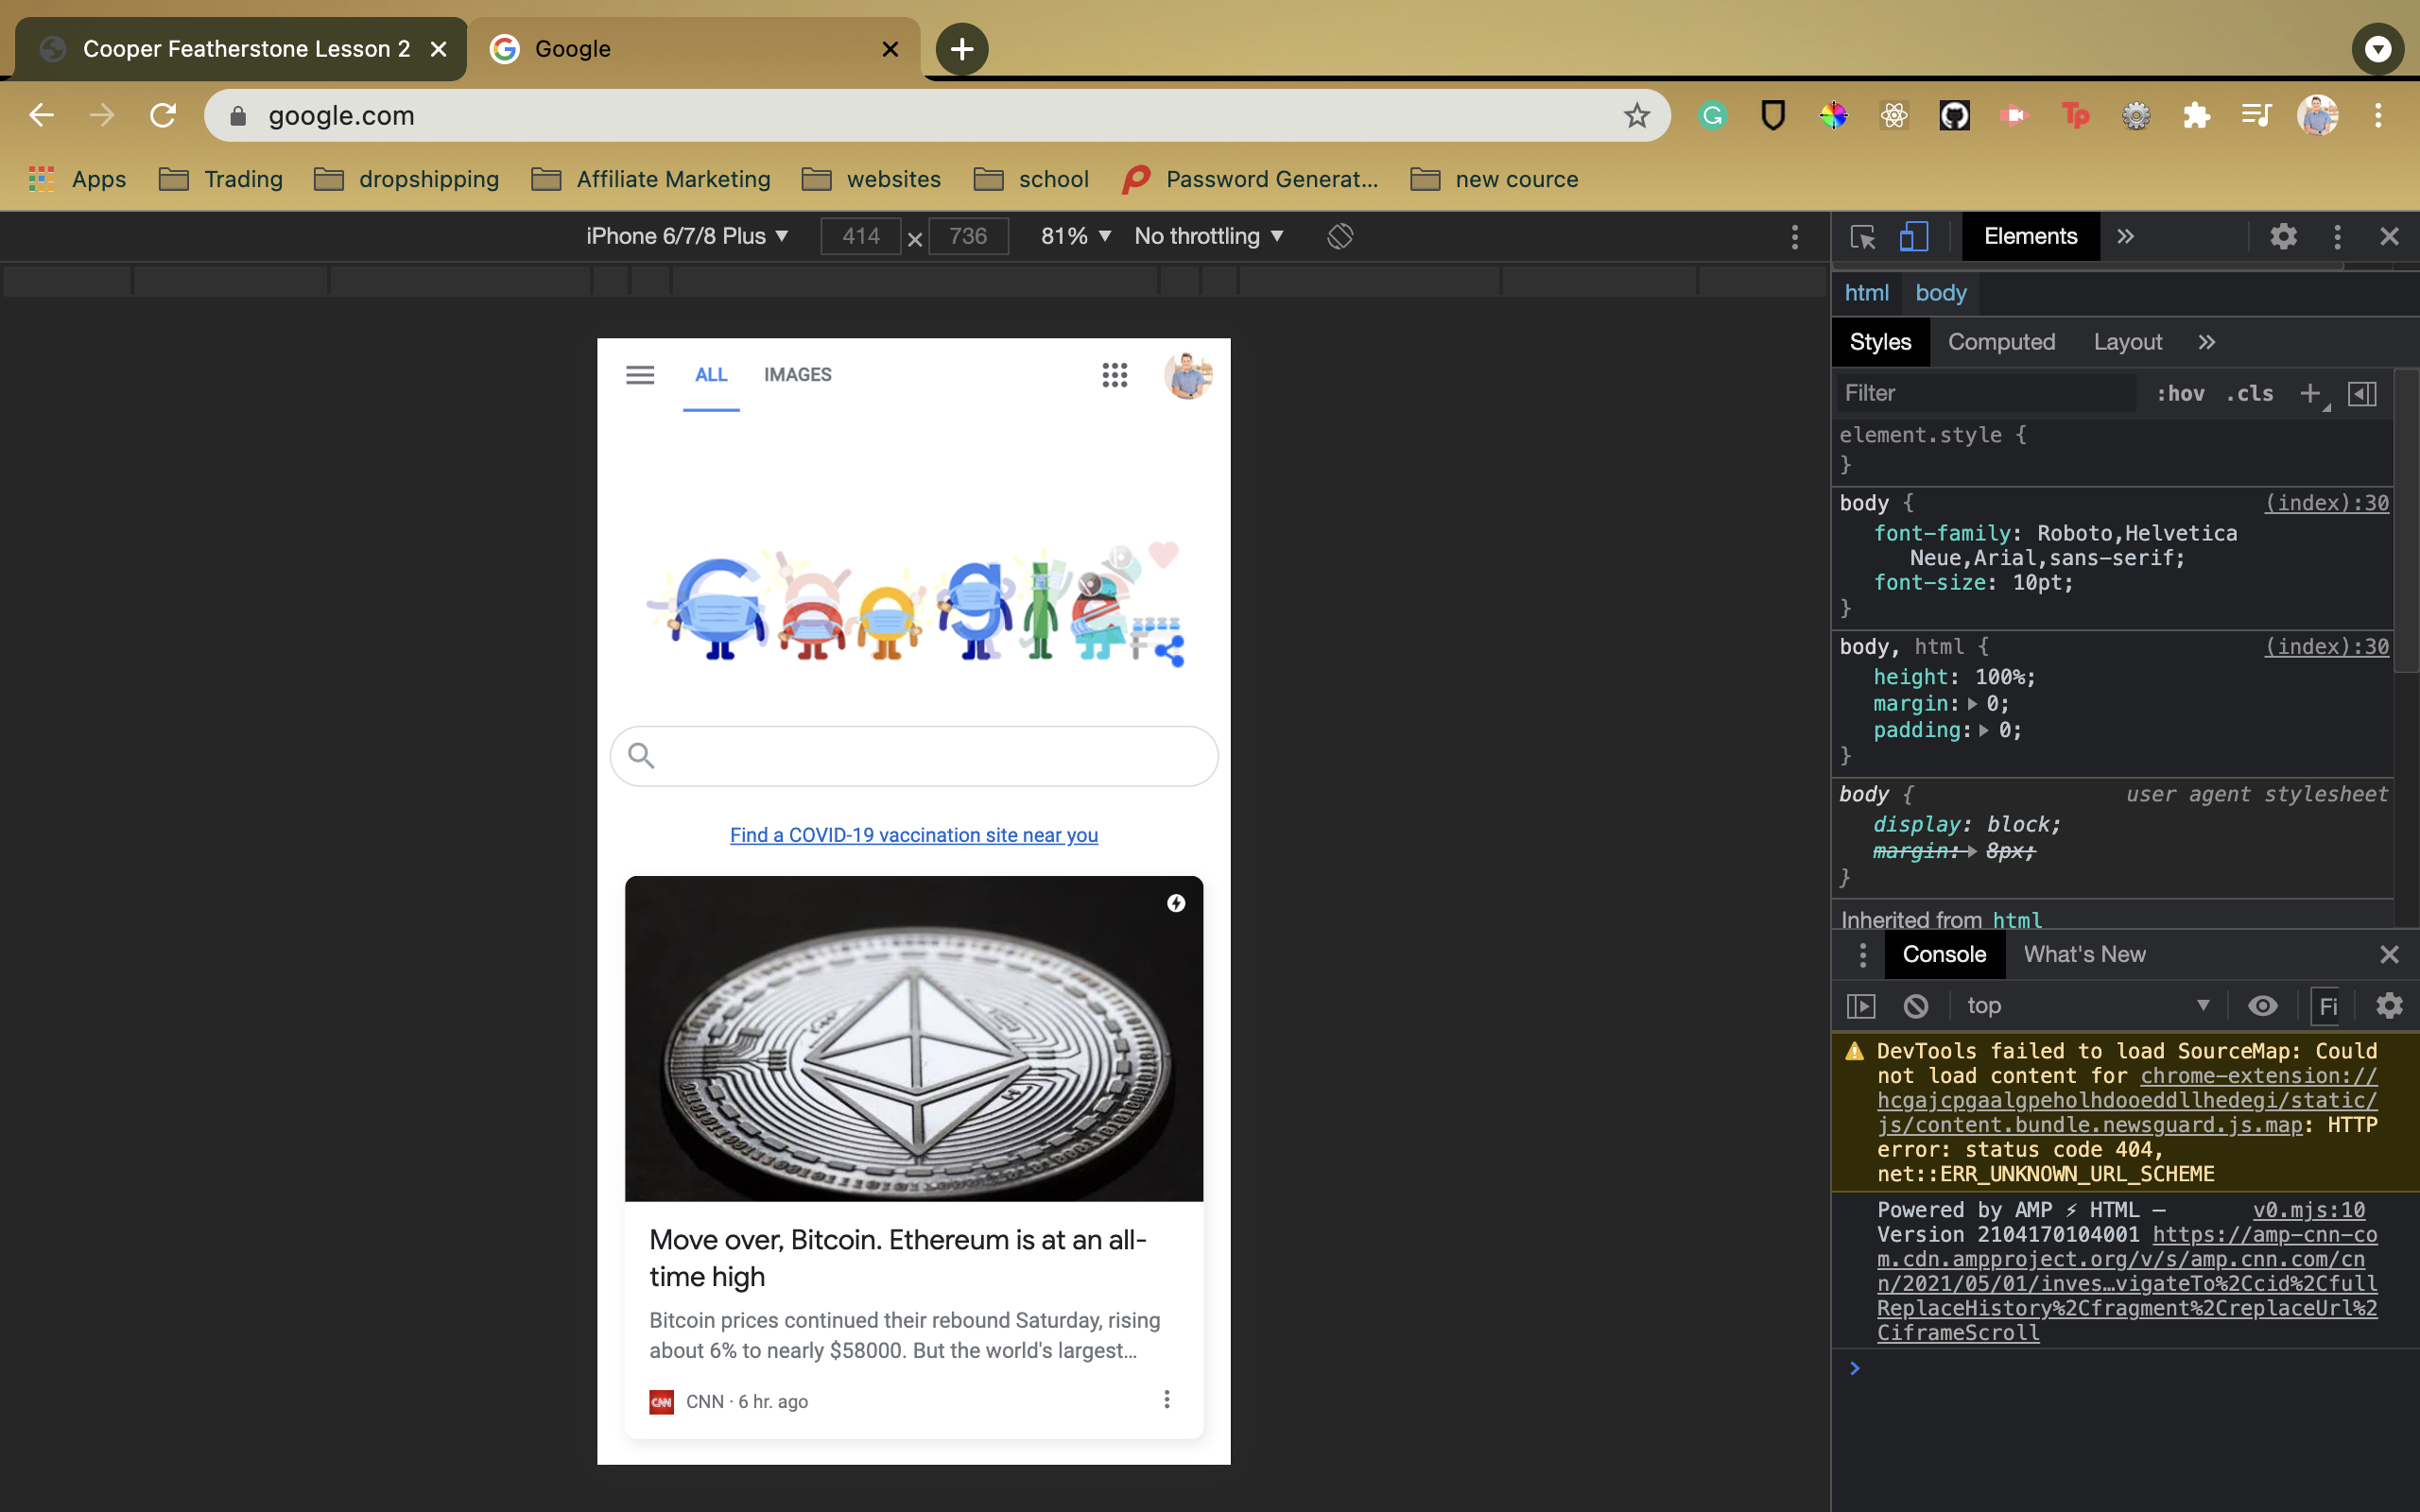 Cooper Featherstone Lesson 2
Google
google.com
Apps
Trading
dropshipping
Affiliate Marketing
websites
school
Password Generat...
new cource
iPhone 6/7/8 Plus
414 × 736
81%
No throttling
Elements
html body
Styles Computed Layout
Filter
:hov .cls
element.style {
}
body {
(index):30
font-family: Roboto,Helvetica
Neue,Arial,sans-serif;
font-size: 10pt;
}
body, html {
(index):30
height: 100%;
margin: 0;
padding: 0;
}
body {
user agent stylesheet
display: block;
margin: 8px;
}
Inherited from html
Console What's New
top
Fi
DevTools failed to load SourceMap: Could
not load content for chrome-extension://
hcgajcpgaalgpeholhdooeddllhedegi/static/
js/content.bundle.newsguard.js.map: HTTP
error: status code 404,
net::ERR_UNKNOWN_URL_SCHEME
Powered by AMP ⚡ HTML –
v0.mjs:10
Version 2104170104001 https://amp-cnn-co
m.cdn.ampproject.org/v/s/amp.cnn.com/cn
n/2021/05/01/inves…vigateTo%2Ccid%2Cfull
ReplaceHistory%2Cfragment%2CreplaceUrl%2
CiframeScroll
ALL
IMAGES
Google
Find a COVID-19 vaccination site near you
Move over, Bitcoin. Ethereum is at an all-
time high
Bitcoin prices continued their rebound Saturday, rising
about 6% to nearly $58000. But the world's largest...
CNN
CNN · 6 hr. ago
Tp